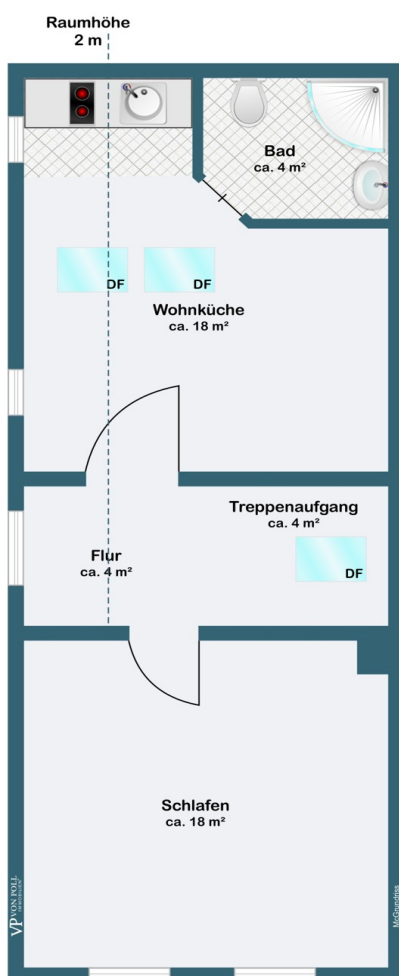 Raumhöhe
2 m
Bad
ca. 4 m²
DF
DF
Wohnküche
ca. 18 m²
Treppenaufgang
ca. 4 m²
Flur
ca. 4 m²
DF
Schlafen
ca. 18 m²
VP VON POLL
IMMOBILIEN
McGrundriss